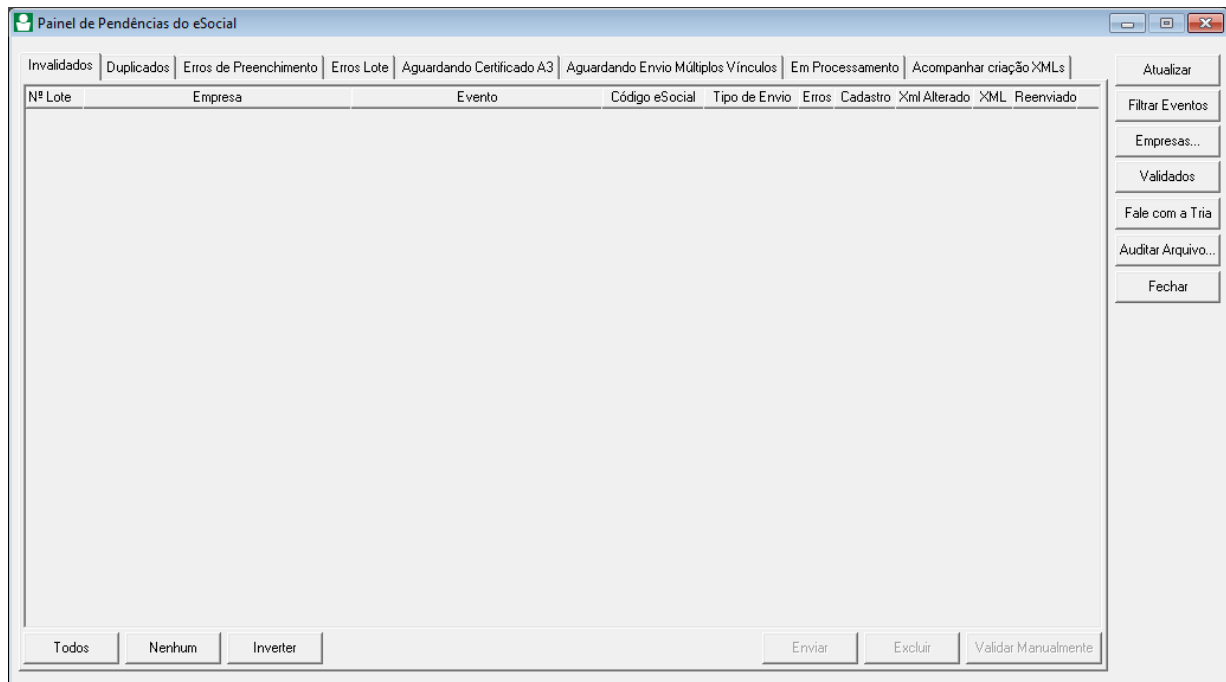 Painel de Pendências do eSocial
Invalidados Duplicados Erros de Preenchimento Erros Lote Aguardando Certificado A3 Aguardando Envio Múltiplos Vínculos Em Processamento Acompanhar criação XMLs
Nº Lote Empresa Evento Código eSocial Tipo de Envio Erros Cadastro Xml Alterado XML Reenviado
Atualizar
Filtrar Eventos
Empresas...
Validados
Fale com a Tria
Auditar Arquivo...
Fechar
Todos Nenhum Inverter Enviar Excluir Validar Manualmente